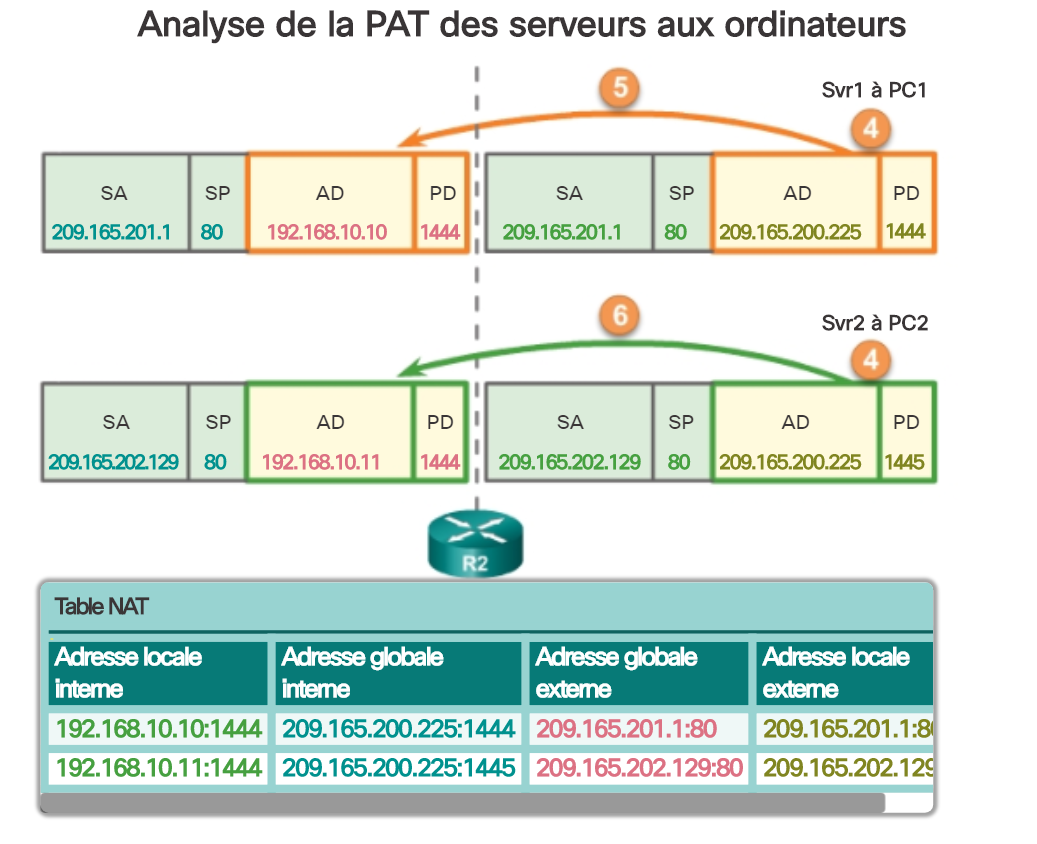 Analyse de la PAT des serveurs aux ordinateurs
5
Svr1 à PC1
4
SA SP AD PD SA SP AD PD
209.165.201.1 80 192.168.10.10 1444 209.165.201.1 80 209.165.200.225 1444
6
Svr2 à PC2
4
SA SP AD PD SA SP AD PD
209.165.202.129 80 192.168.10.11 1444 209.165.202.129 80 209.165.200.225 1445
R2
Table NAT
Adresse locale Adresse globale Adresse globale Adresse locale
interne interne externe externe
192.168.10.10:1444 209.165.200.225:1444 209.165.201.1:80 209.165.201.1:80
192.168.10.11:1444 209.165.200.225:1445 209.165.202.129:80 209.165.202.129